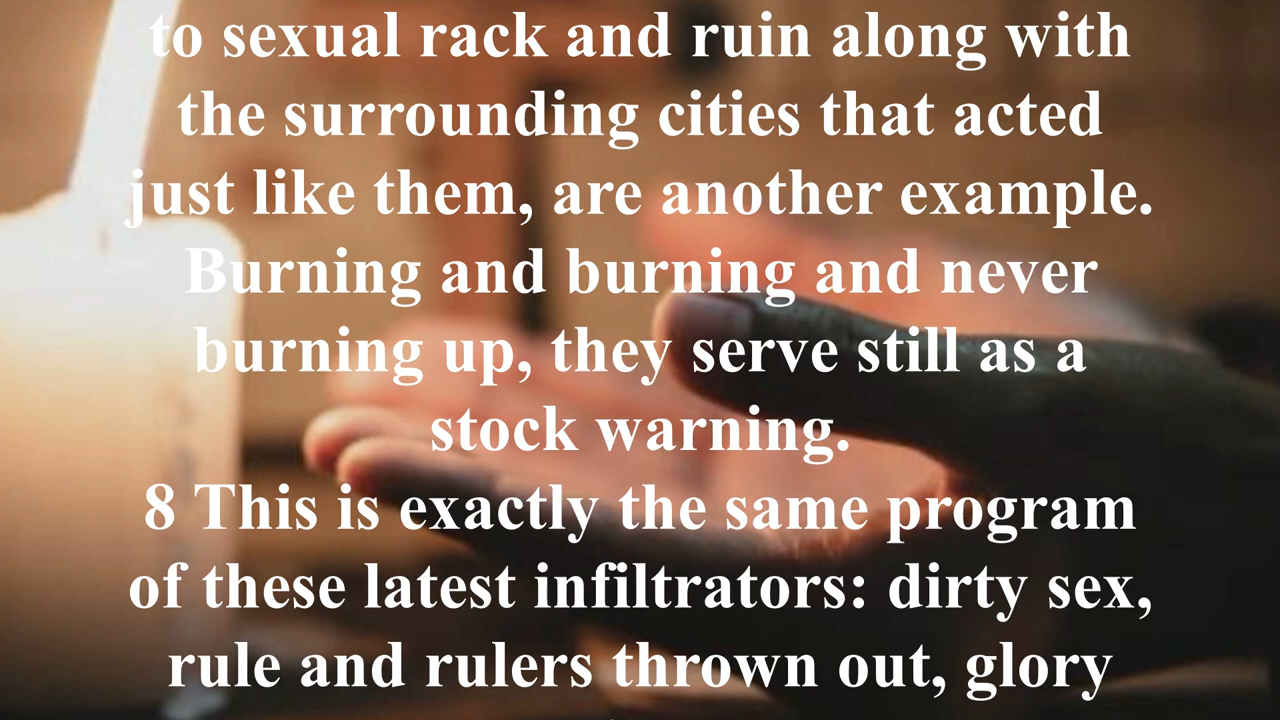 to sexual rack and ruin along with
the surrounding cities that acted
just like them, are another example.
Burning and burning and never
burning up, they serve still as a
stock warning.
8 This is exactly the same program
of these latest infiltrators: dirty sex,
rule and rulers thrown out, glory